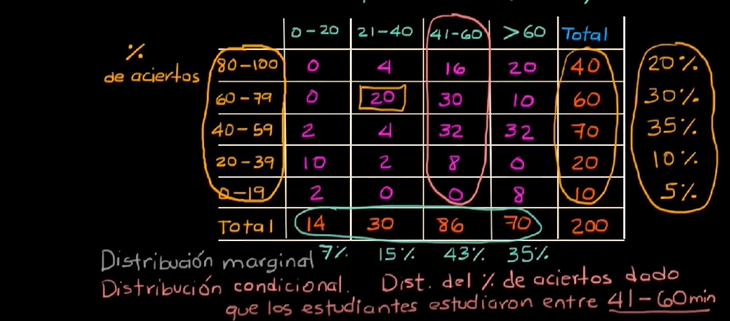 0-20 21-40 41-60 >60 Total
% de aciertos
80-100 0 4 16 20 40 20%
60-79 0 20 30 10 60 30%
40-59 2 4 32 32 70 35%
20-39 10 2 8 0 20 10%
0-19 2 0 0 8 10 5%
Total 14 30 86 70 200
Distribución marginal 7% 15% 43% 35%
Distribución condicional. Dist. del % de aciertos dado
que los estudiantes estudiaron entre 41-60min